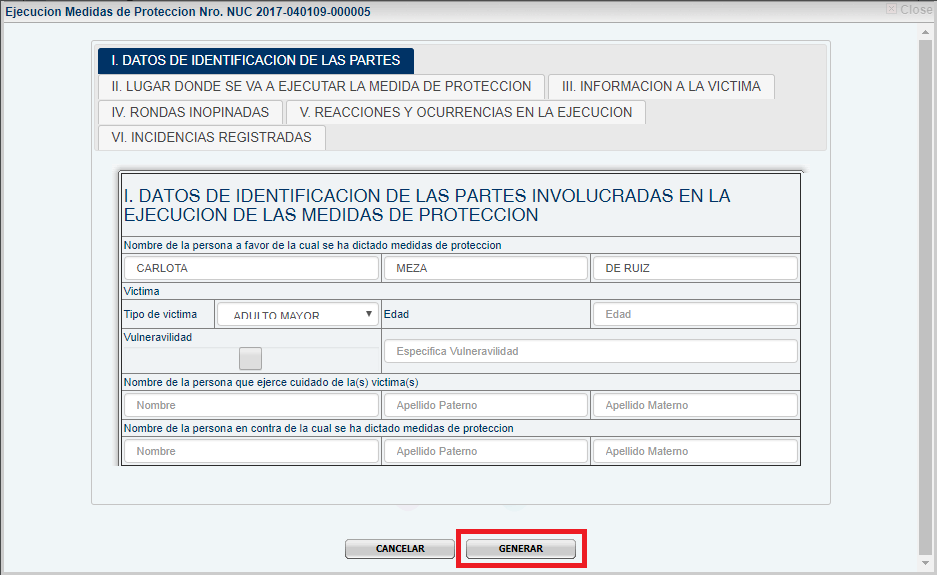 Ejecucion Medidas de Proteccion Nro. NUC 2017-040109-000005
Close
I. DATOS DE IDENTIFICACION DE LAS PARTES
II. LUGAR DONDE SE VA A EJECUTAR LA MEDIDA DE PROTECCION
III. INFORMACION A LA VICTIMA
IV. RONDAS INOPINADAS
V. REACCIONES Y OCURRENCIAS EN LA EJECUCION
VI. INCIDENCIAS REGISTRADAS
I. DATOS DE IDENTIFICACION DE LAS PARTES INVOLUCRADAS EN LA
EJECUCION DE LAS MEDIDAS DE PROTECCION
Nombre de la persona a favor de la cual se ha dictado medidas de proteccion
CARLOTA
MEZA
DE RUIZ
Victima
Tipo de victima
ADULTO MAYOR
Edad
Edad
Vulneravilidad
Especifica Vulneravilidad
Nombre de la persona que ejerce cuidado de la(s) victima(s)
Nombre
Apellido Paterno
Apellido Materno
Nombre de la persona en contra de la cual se ha dictado medidas de proteccion
Nombre
Apellido Paterno
Apellido Materno
CANCELAR
GENERAR